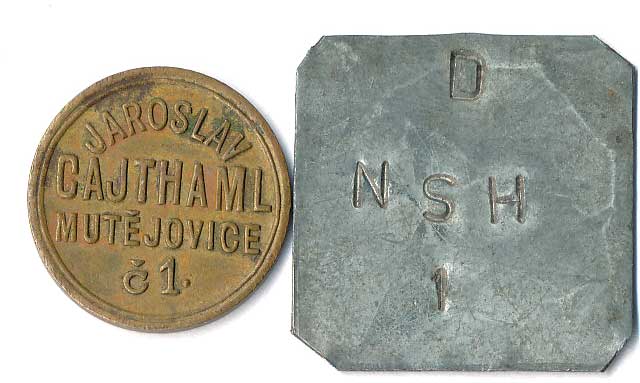 JAROSLAV
CAJTHAML
MUTĚJOVICE
č 1.
D
N S H
1